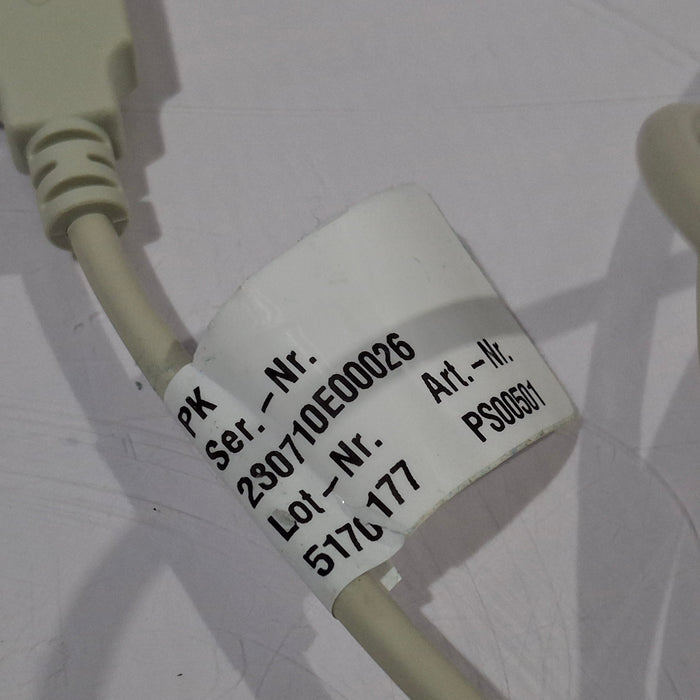 PK
Ser.-Nr.
230710E00026
Lot-Nr.
5170177
Art.-Nr.
PS00501